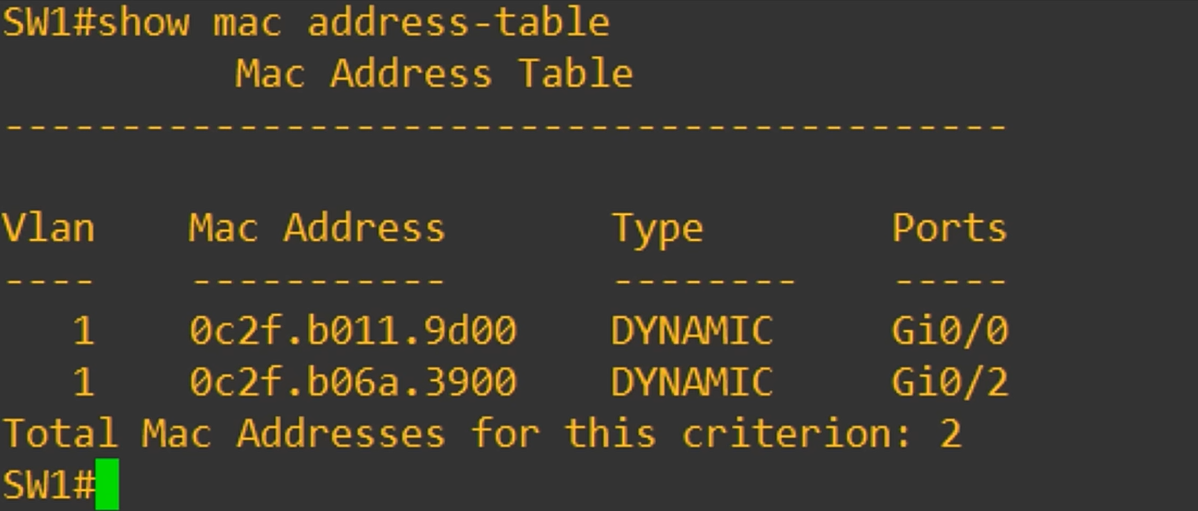 SW1#show mac address-table
Mac Address Table
-------------------------------------------
Vlan    Mac Address       Type        Ports
----    -----------       --------    -----
1    0c2f.b011.9d00    DYNAMIC     Gi0/0
1    0c2f.b06a.3900    DYNAMIC     Gi0/2
Total Mac Addresses for this criterion: 2
SW1#